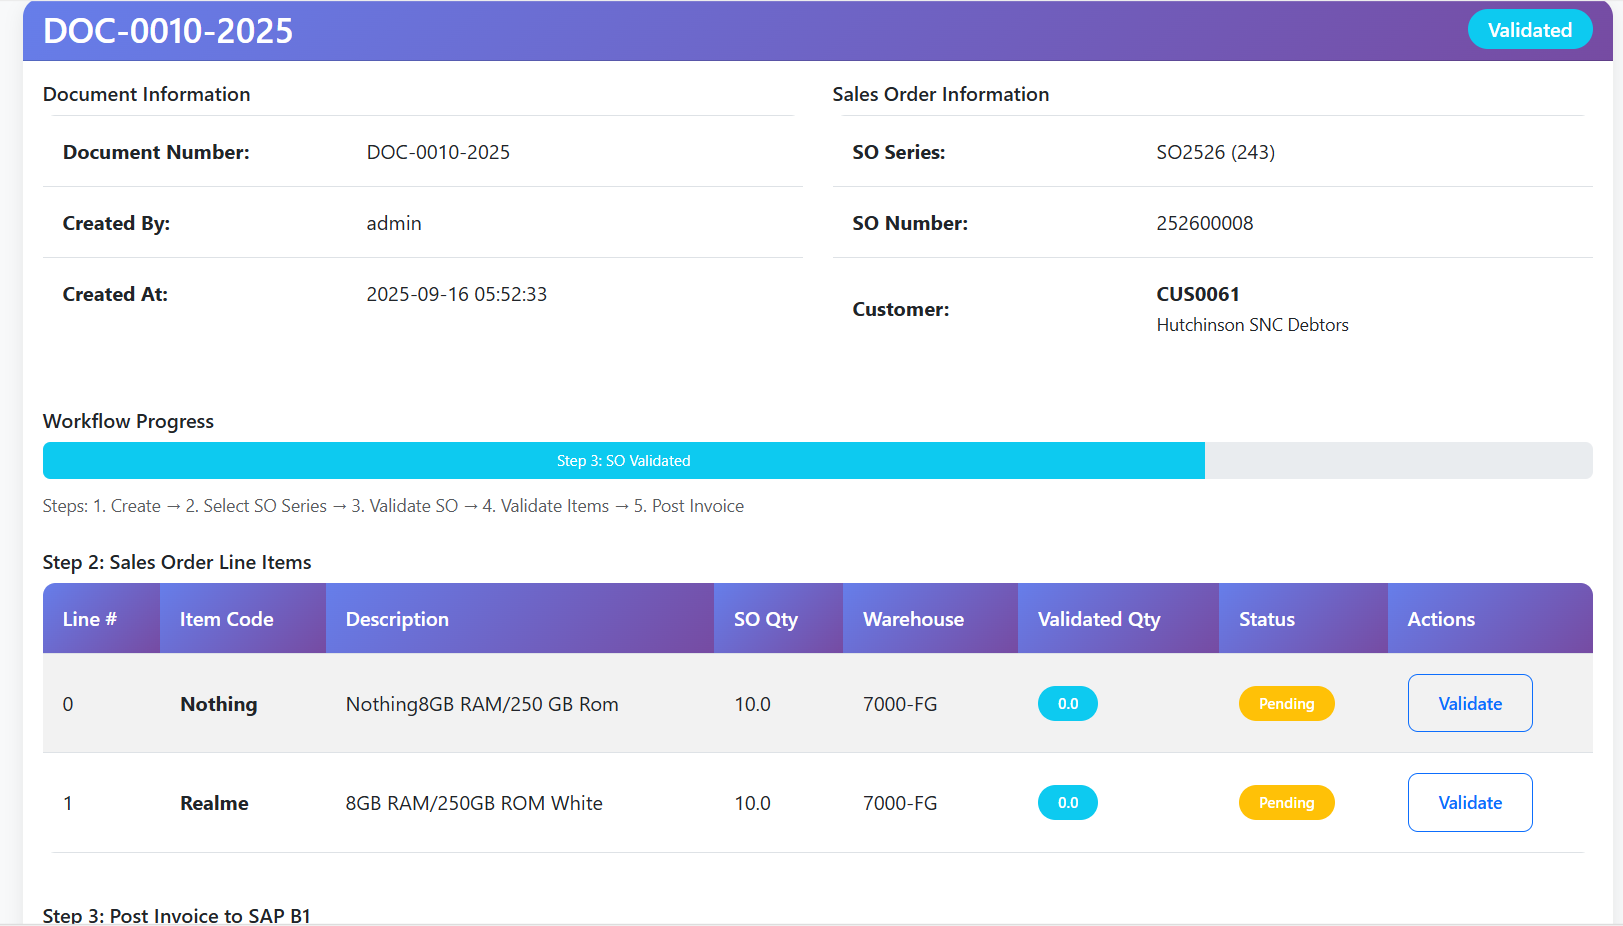 DOC-0010-2025
Validated
Document Information
Document Number: DOC-0010-2025
Created By: admin
Created At: 2025-09-16 05:52:33
Sales Order Information
SO Series: SO2526 (243)
SO Number: 252600008
Customer: CUS0061
Hutchinson SNC Debtors
Workflow Progress
Step 3: SO Validated
Steps: 1. Create → 2. Select SO Series → 3. Validate SO → 4. Validate Items → 5. Post Invoice
Step 2: Sales Order Line Items
Line # Item Code Description SO Qty Warehouse Validated Qty Status Actions
0 Nothing Nothing8GB RAM/250 GB Rom 10.0 7000-FG 0.0 Pending Validate
1 Realme 8GB RAM/250GB ROM White 10.0 7000-FG 0.0 Pending Validate
Step 3: Post Invoice to SAP B1